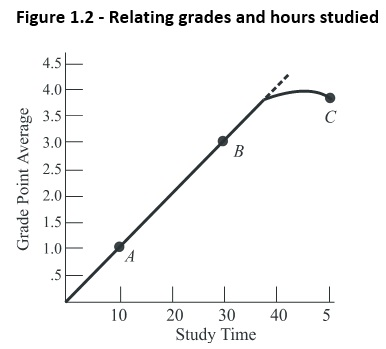 Figure 1.2 - Relating grades and hours studied
4.5
4.0
3.5
3.0
2.5
2.0
1.5
1.0
.5
Grade Point Average
A
B
C
10 20 30 40 5
Study Time